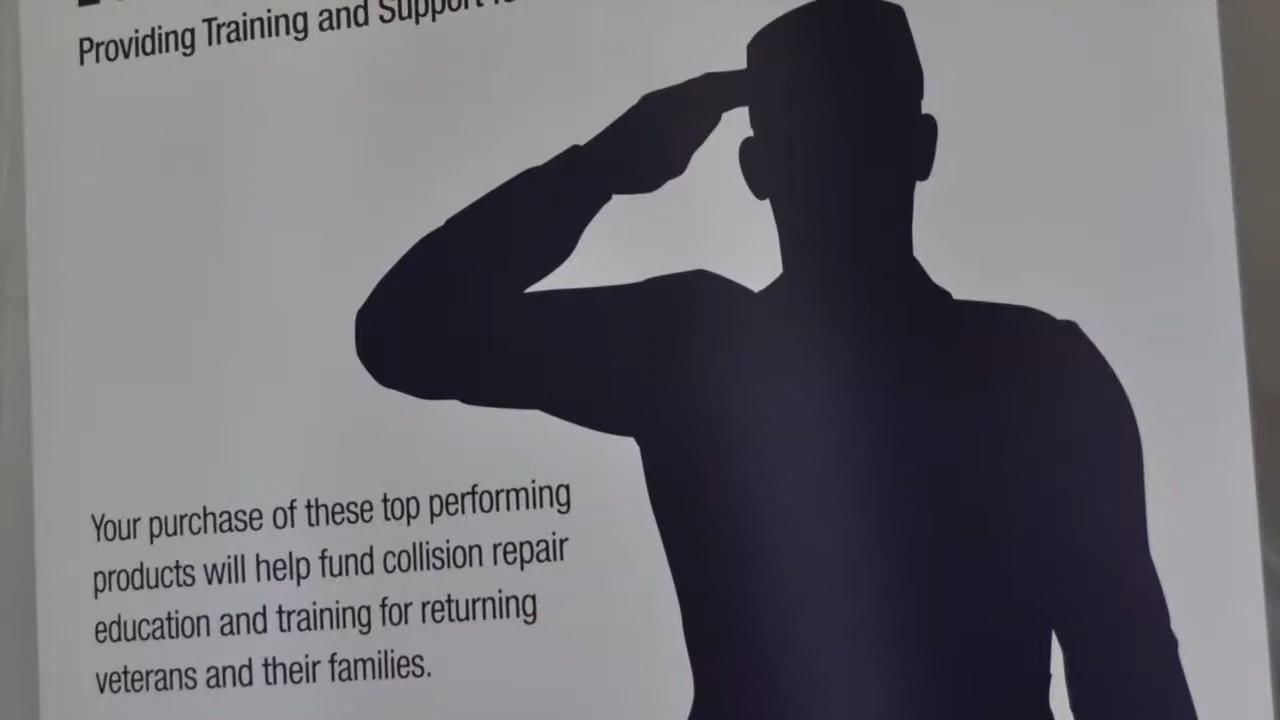 Providing Training and Support
Your purchase of these top performing
products will help fund collision repair
education and training for returning
veterans and their families.